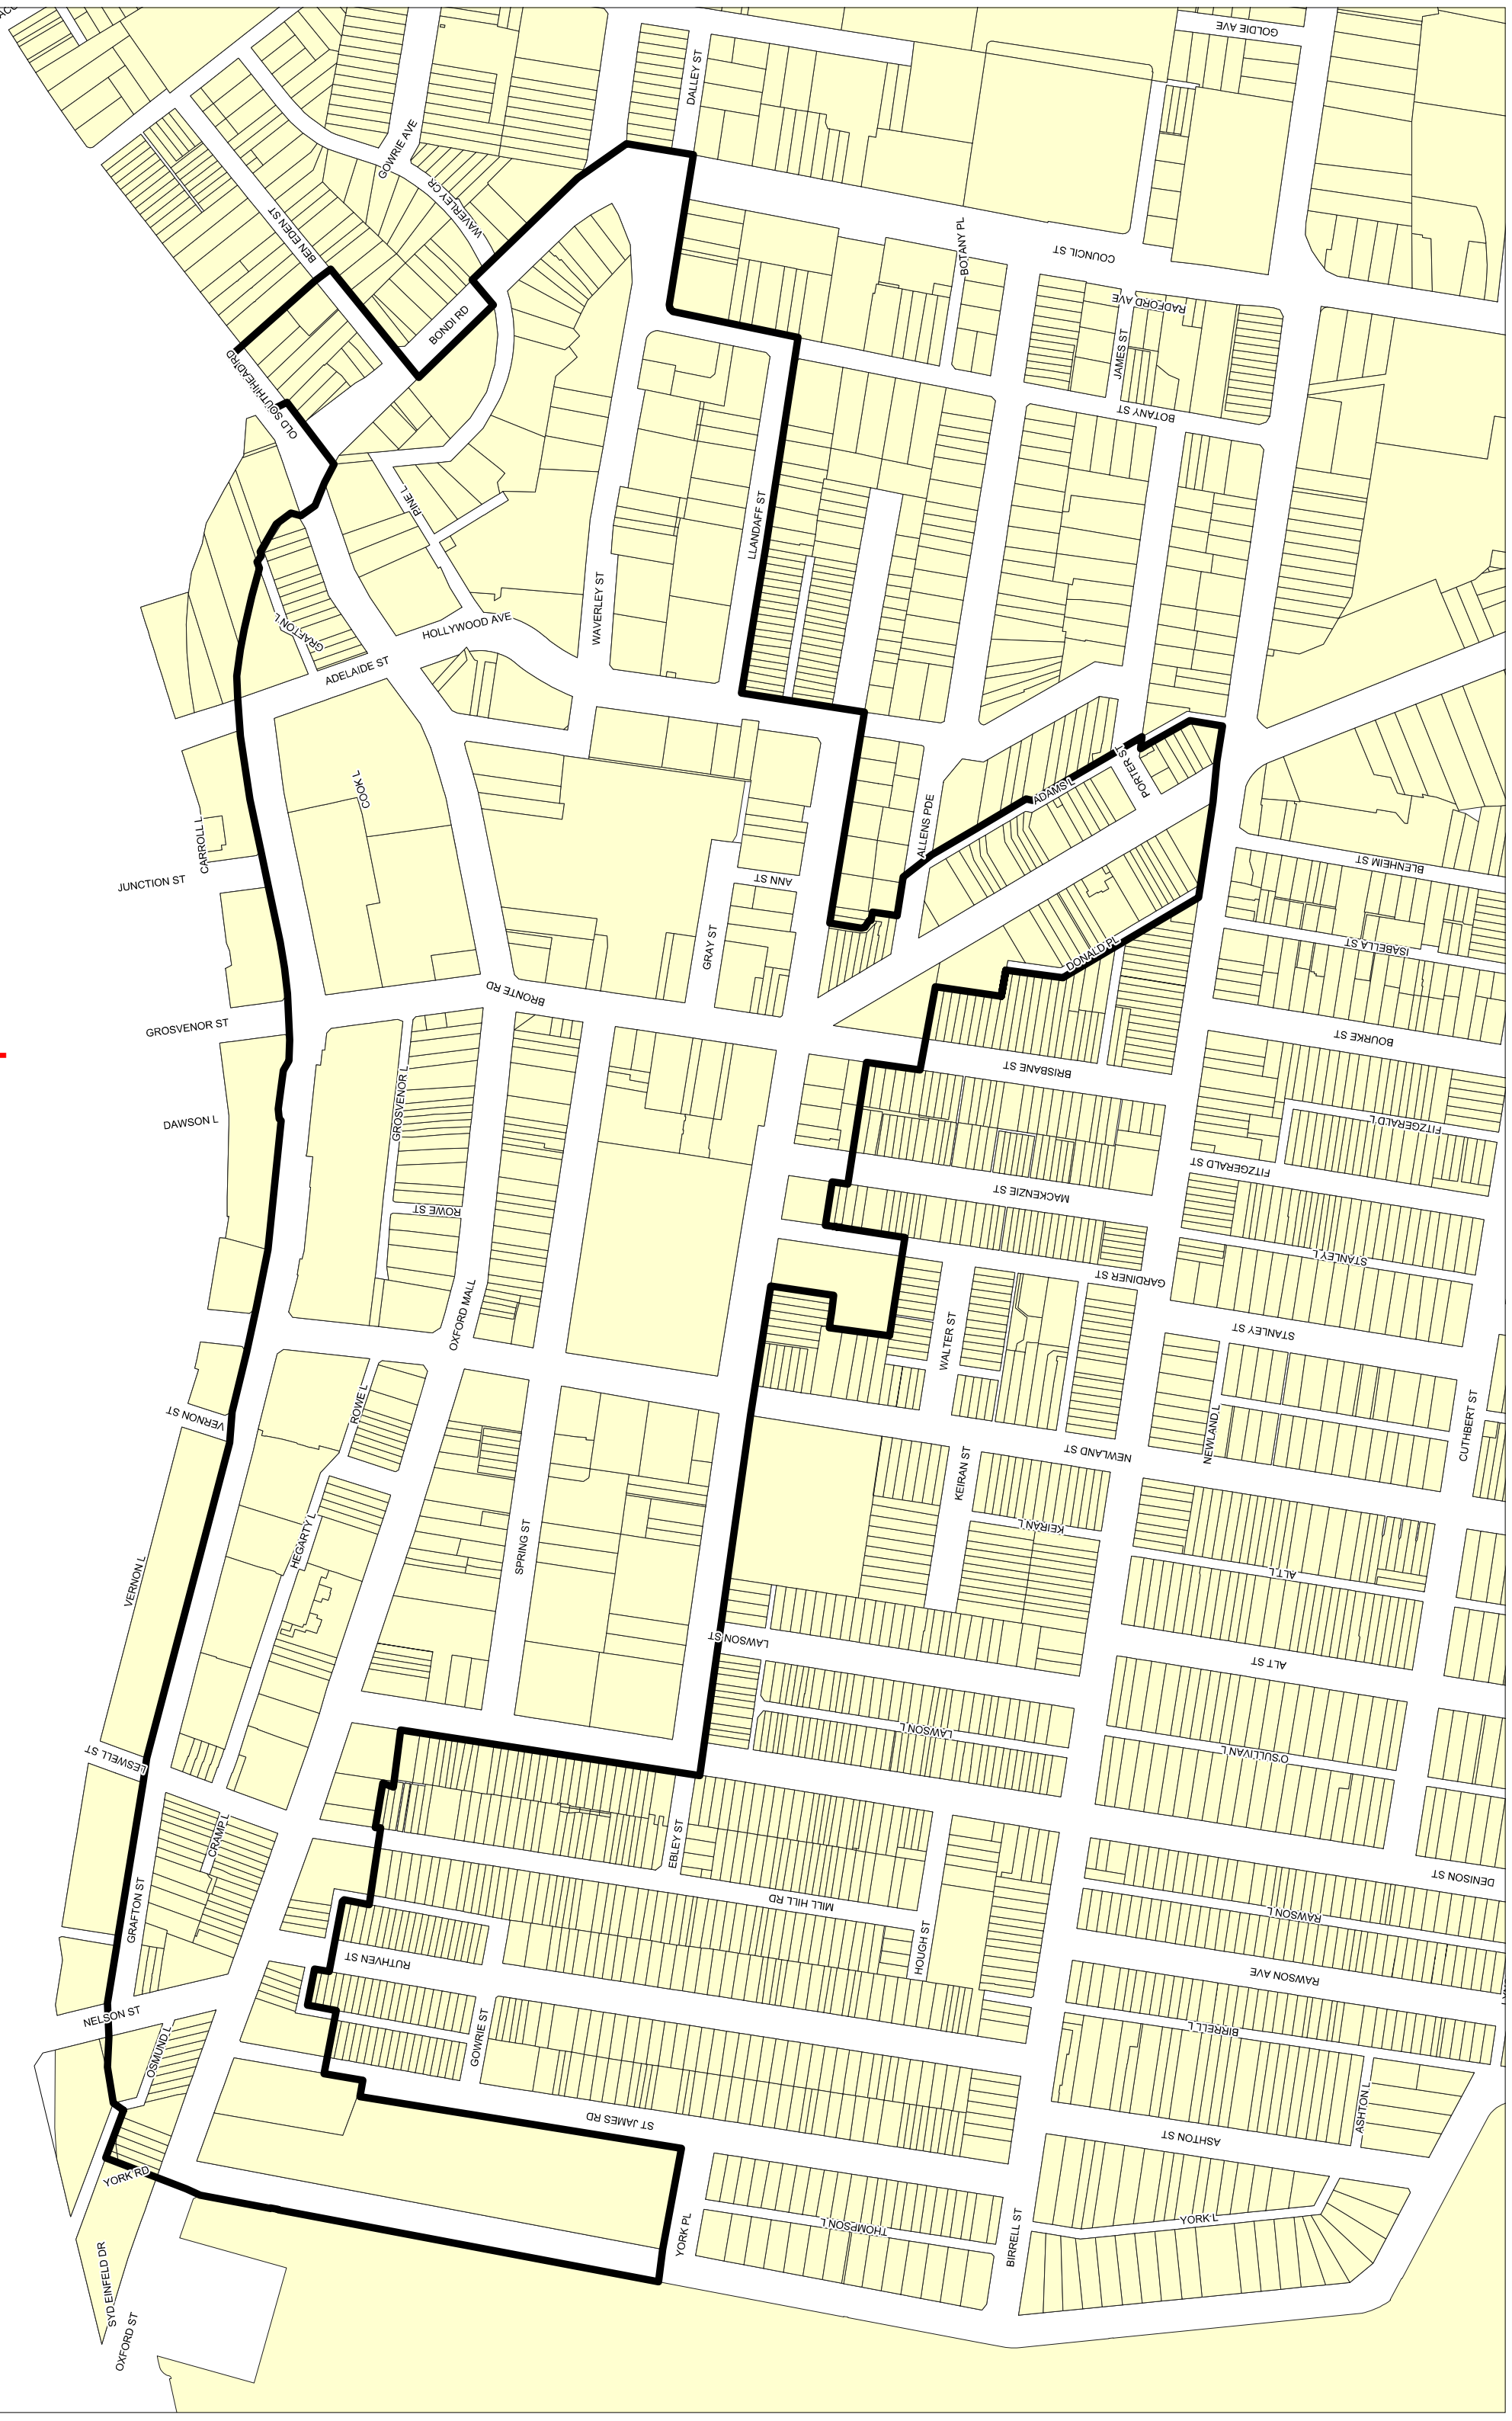 GOLDIE AVE
DALLEY ST
GOWRIE AVE
WAVERLEY CR
BEN EDEN ST
BOTANY PL
COUNCIL ST
RADFORD AVE
BONDI RD
JAMES ST
OLD SOUTH HEAD RD
BOTANY ST
PINE L
LLANDAFF ST
WAVERLEY ST
GRAFTON L
HOLLYWOOD AVE
ADELAIDE ST
PORTER ST
COOK L
ADAMS L
ALLENS PDE
CARROLL L
BLENHEIM ST
JUNCTION ST
ANN ST
GRAY ST
ISABELLA ST
DONALD PL
BRONTE RD
GROSVENOR ST
BOURKE ST
BRISBANE ST
GROSVENOR L
DAWSON L
FITZGERALD L
FITZGERALD ST
MACKENZIE ST
ROWE ST
STANLEY L
GARDINER ST
OXFORD MALL
WALTER ST
STANLEY ST
ROWE L
VERNON ST
CUTHBERT ST
NEWLAND L
NEWLAND ST
KEIRAN ST
KEIRAN L
HEGARTY L
SPRING ST
VERNON L
ALT L
LAWSON ST
ALT ST
LAWSON L
O'SULLIVAN L
LESWELL ST
CRAMP L
EBLEY ST
DENISON ST
MILL HILL RD
GRAFTON ST
RAWSON L
HOUGH ST
RUTHVEN ST
RAWSON AVE
NELSON ST
BIRRELL L
OSMUND L
GOWRIE ST
ASHTON L
ST JAMES RD
ASHTON ST
YORK RD
YORK PL
THOMPSON L
YORK L
BIRRELL ST
SYD EINFELD DR
OXFORD ST